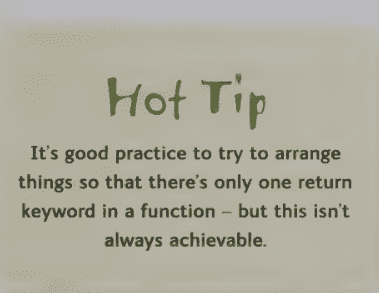 Hot Tip
It's good practice to try to arrange
things so that there's only one return
keyword in a function – but this isn't
always achievable.